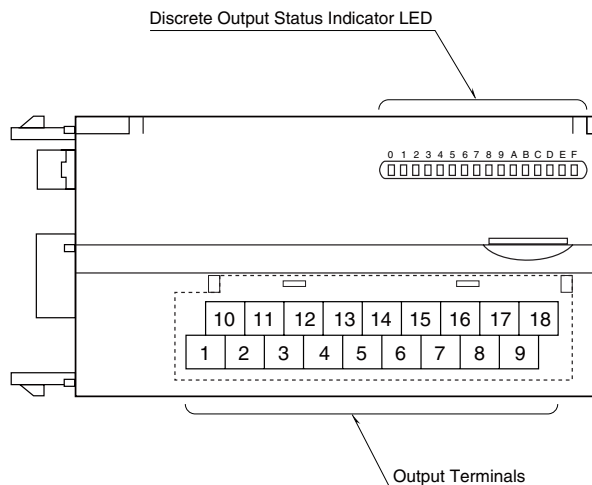 Discrete Output Status Indicator LED
0 1 2 3 4 5 6 7 8 9 A B C D E F
10 11 12 13 14 15 16 17 18
1 2 3 4 5 6 7 8 9
Output Terminals